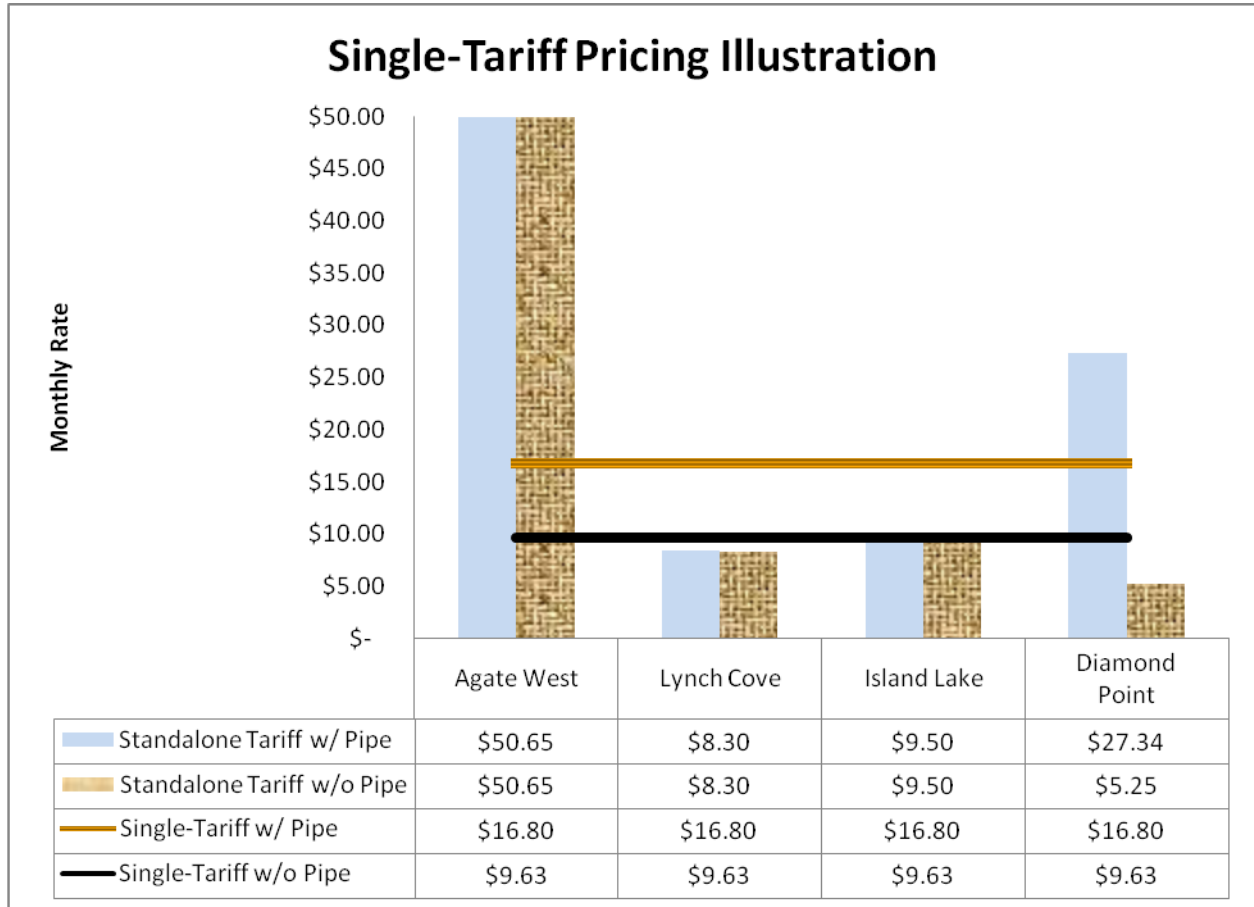 Single-Tariff Pricing Illustration
Monthly Rate
$50.00
$45.00
$40.00
$35.00
$30.00
$25.00
$20.00
$15.00
$10.00
$5.00
$-
Agate West Lynch Cove Island Lake Diamond
Point
Standalone Tariff w/ Pipe $50.65 $8.30 $9.50 $27.34
Standalone Tariff w/o Pipe $50.65 $8.30 $9.50 $5.25
Single-Tariff w/ Pipe $16.80 $16.80 $16.80 $16.80
Single-Tariff w/o Pipe $9.63 $9.63 $9.63 $9.63